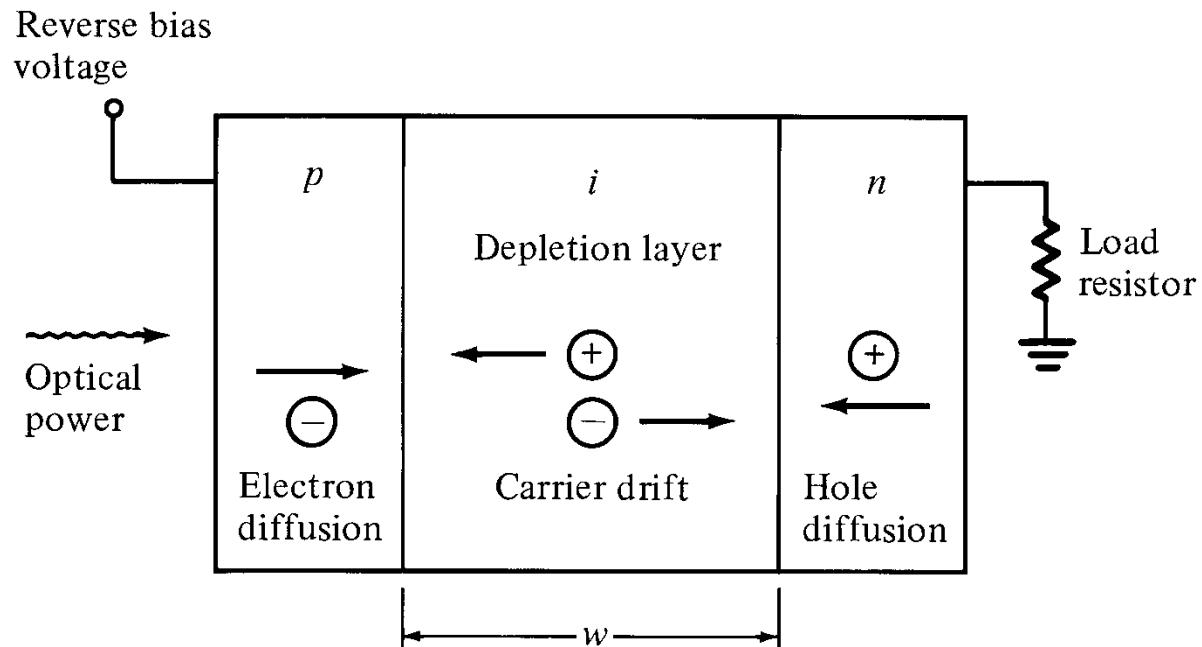 Reverse bias
voltage
p
i
n
Depletion layer
Load
resistor
+
+
Optical
power
−
−
Electron
diffusion
Carrier drift
Hole
diffusion
w